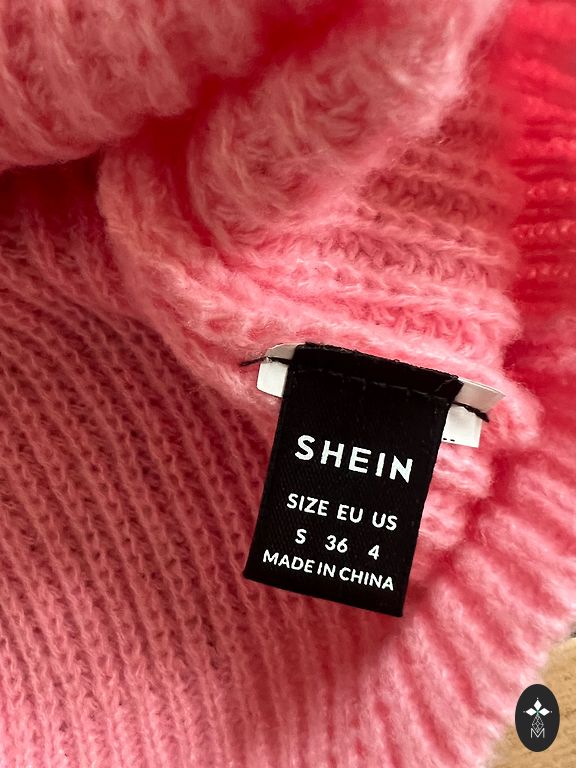 SHEIN
SIZE EU US
S 36 4
MADE IN CHINA
M